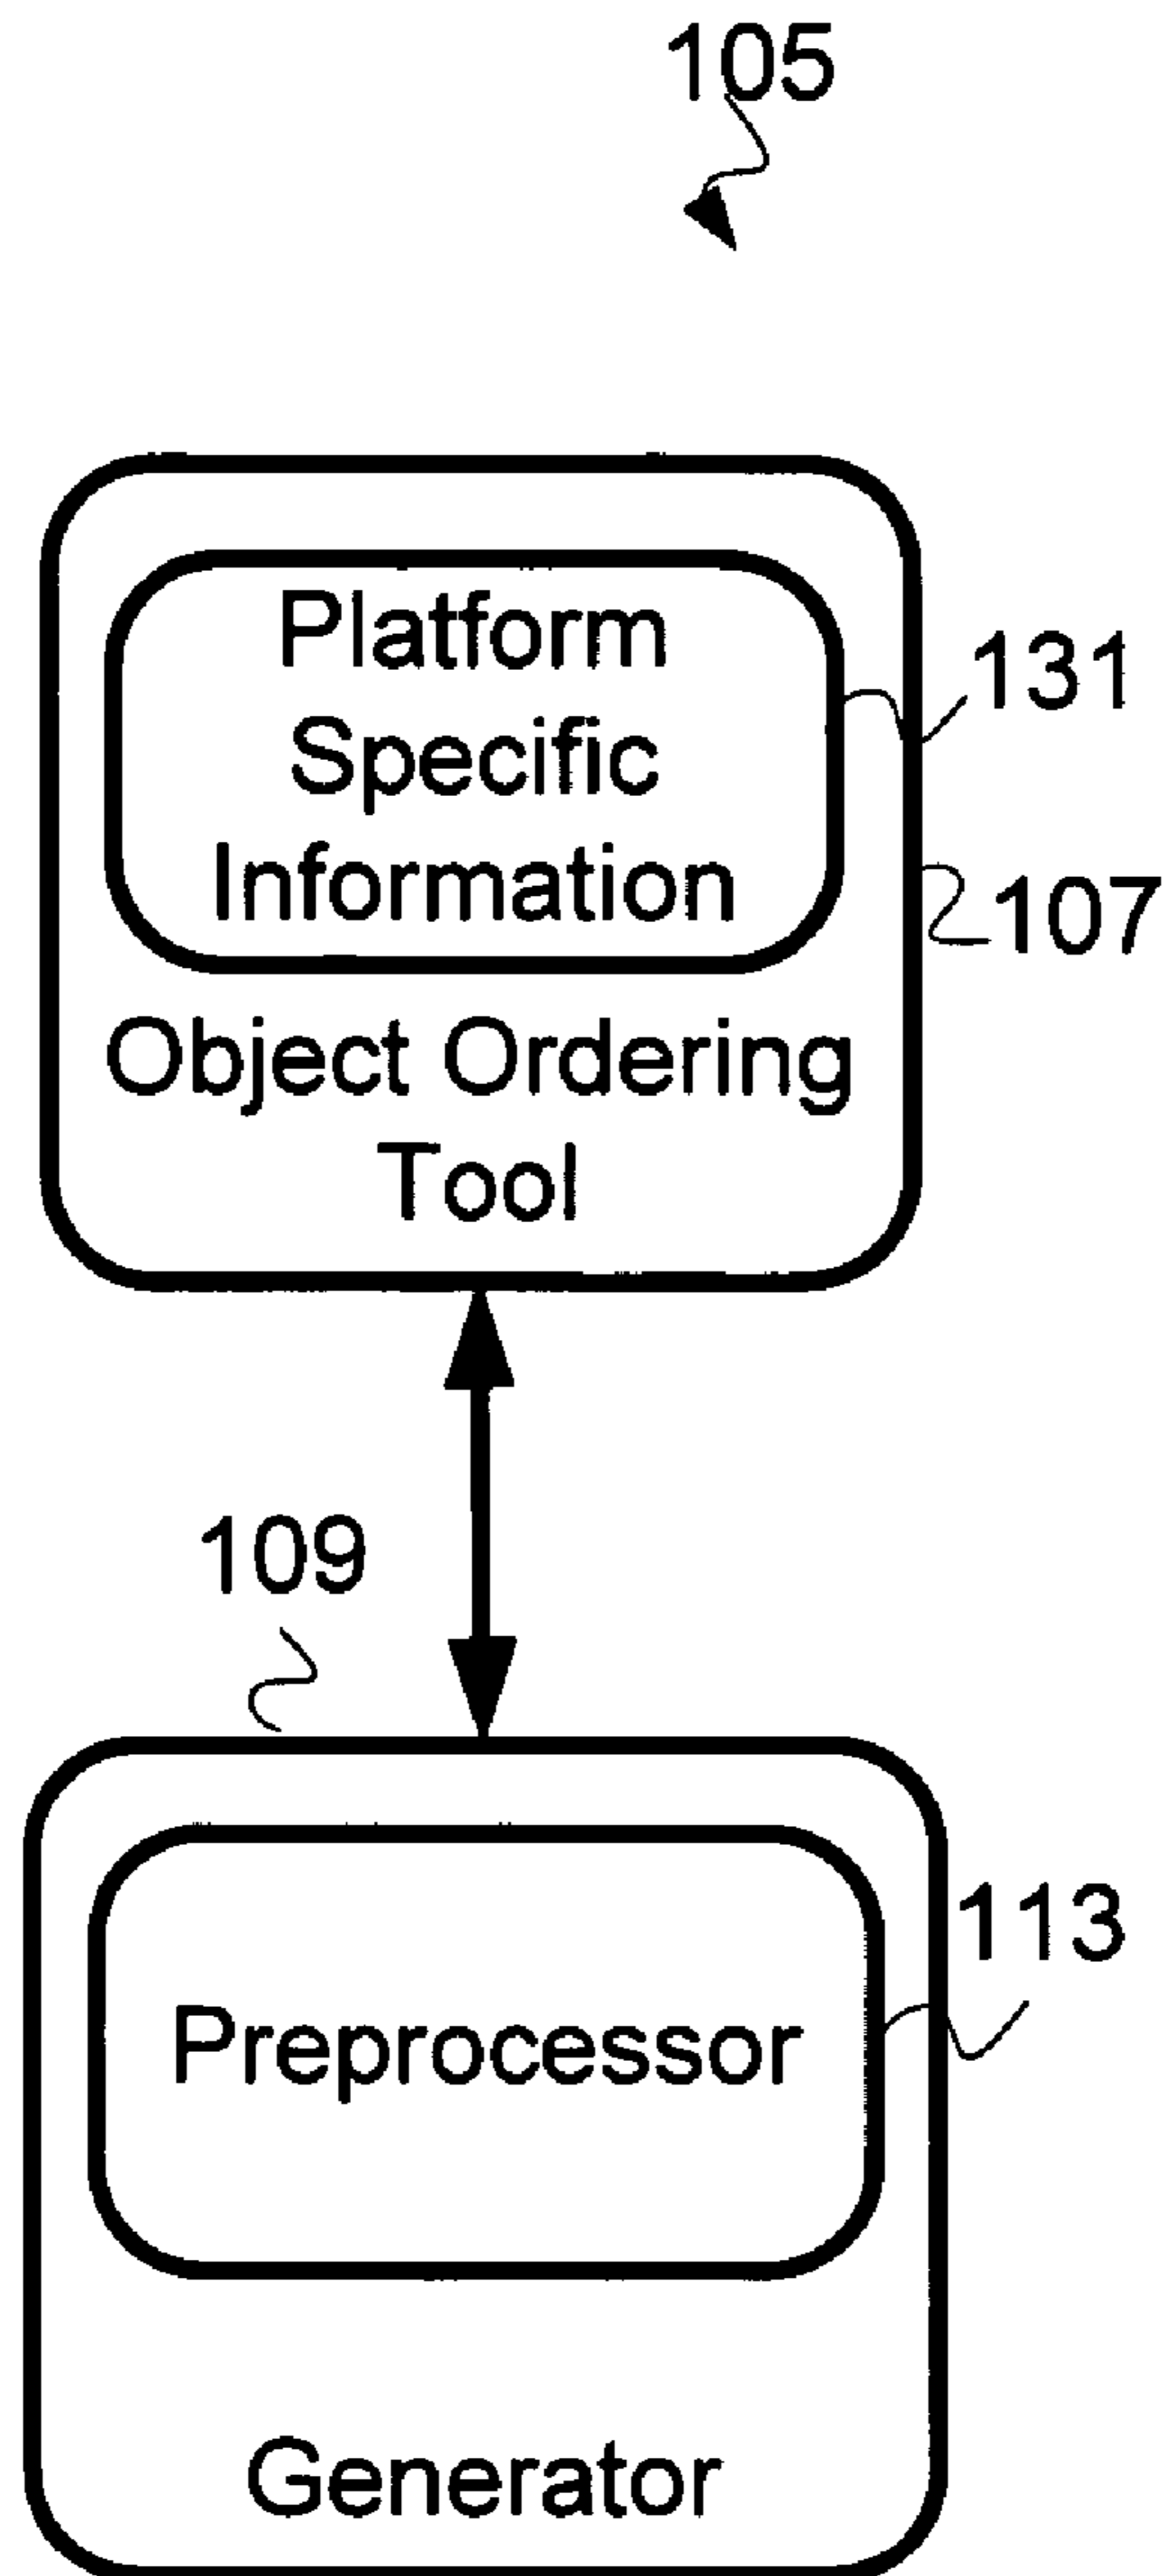 105
Platform
Specific
Information
131
107
Object Ordering
Tool
109
113
Preprocessor
Generator